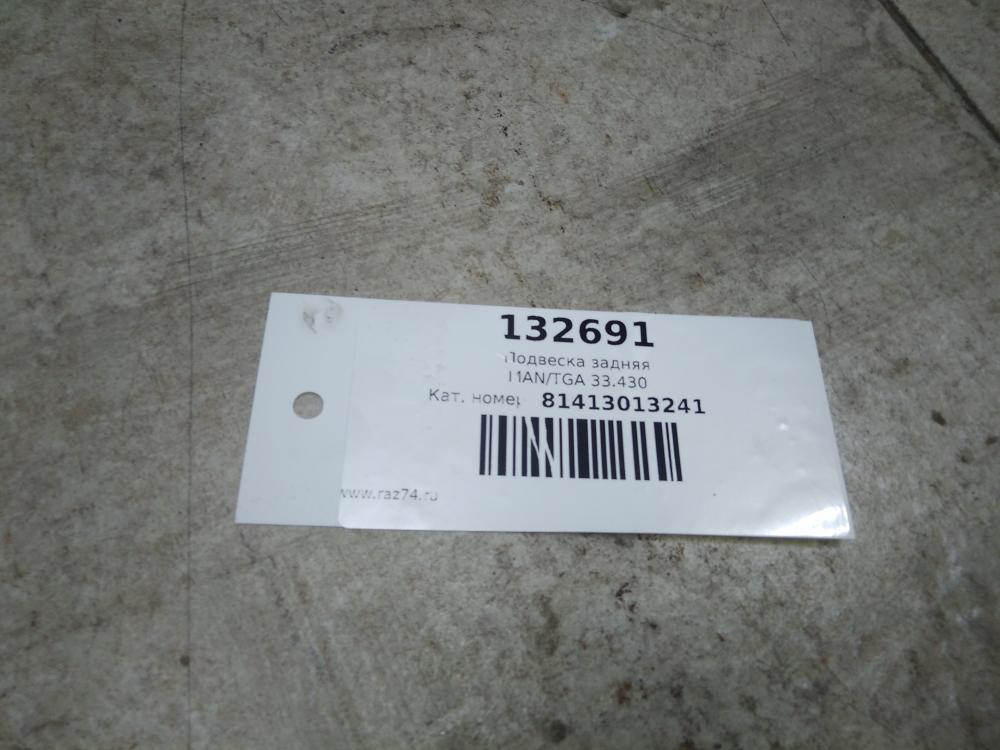 132691
Подвеска задняя
MAN/TGA 33.430
Кат. номер 81413013241
www.raz74.ru